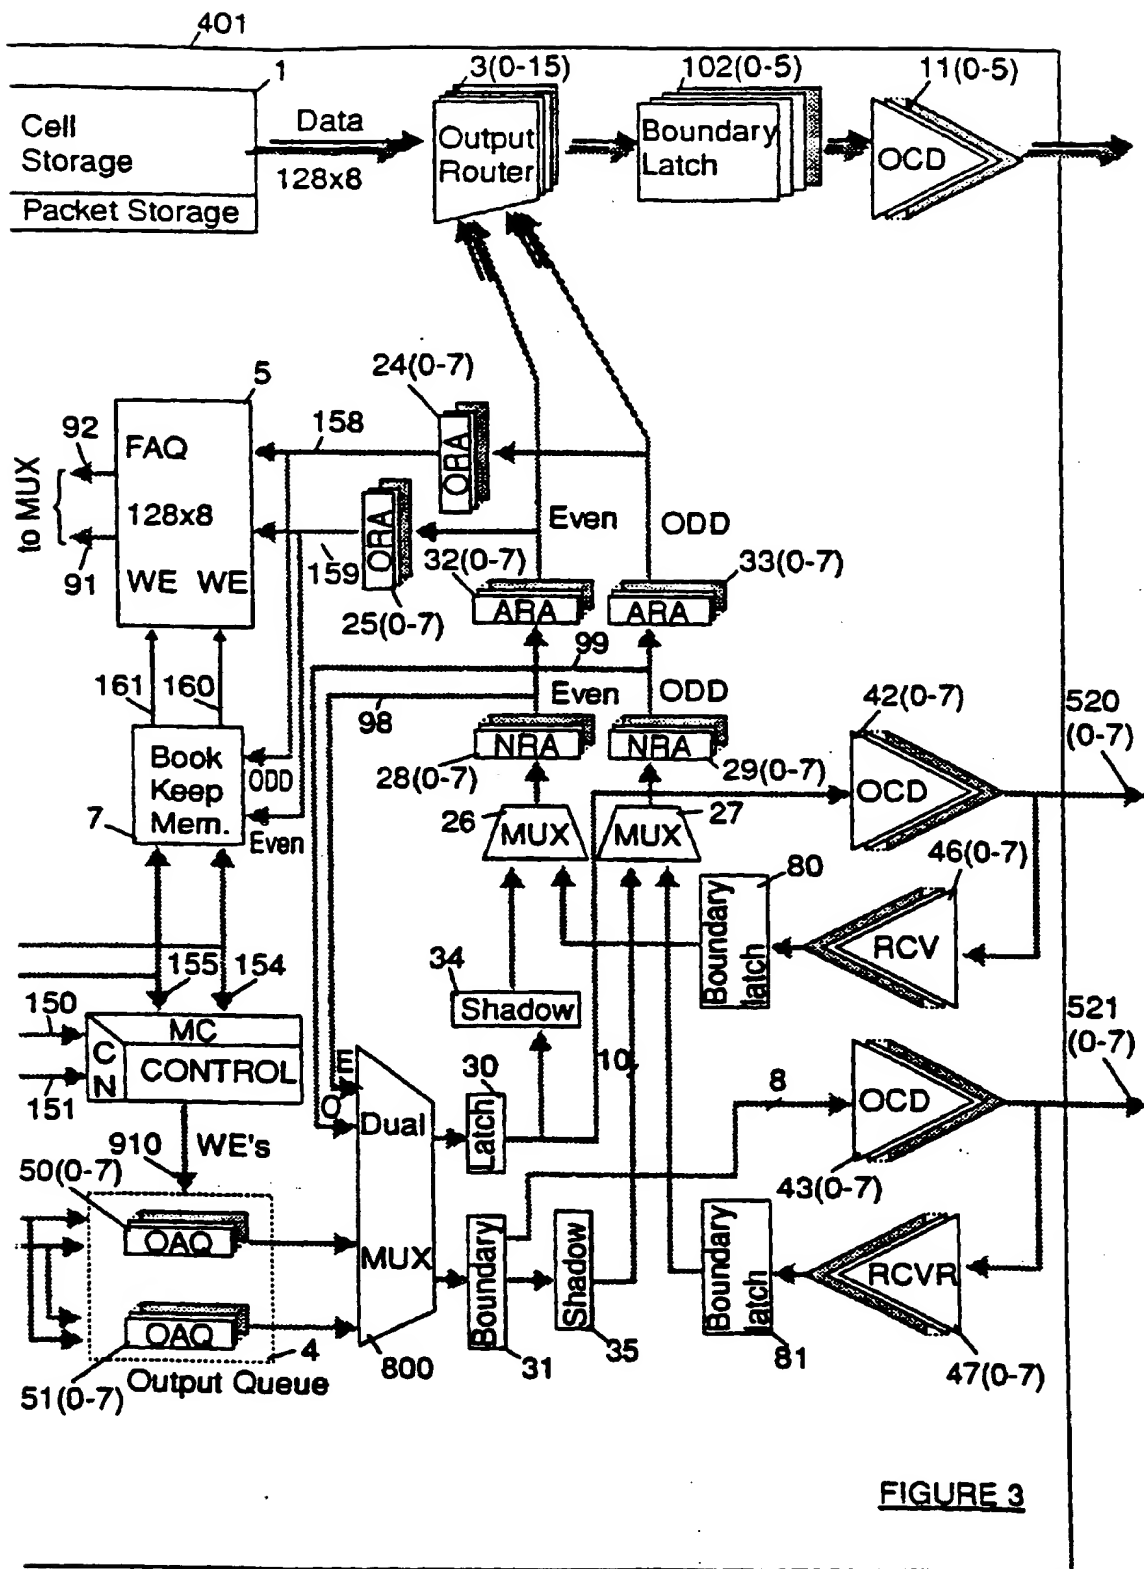 401
1
3(0-15)
102(0-5)
11(0-5)
Cell
Storage
Packet Storage
Data
128x8
Output
Router
Boundary
Latch
OCD
5
24(0-7)
92
158
FAQ
ORA
to MUX
128x8
Even
ODD
91
WE WE
159
ORA
32(0-7)
33(0-7)
25(0-7)
ARA
ARA
99
161
160
Even
ODD
98
42(0-7)
520
(0-7)
NRA
NRA
Book
Keep
Mem.
ODD
28(0-7)
29(0-7)
OCD
7
Even
26
MUX
MUX
27
80
46(0-7)
Boundary
latch
RCV
155
154
34
Shadow
150
MC
C
N
CONTROL
151
521
(0-7)
E
O
30
10
Dual
Latch
8
OCD
910
WE's
50(0-7)
43(0-7)
OAQ
MUX
Boundary
Shadow
Boundary
latch
RCVR
OAQ
4
800
31
35
81
47(0-7)
51(0-7)
Output Queue
FIGURE 3